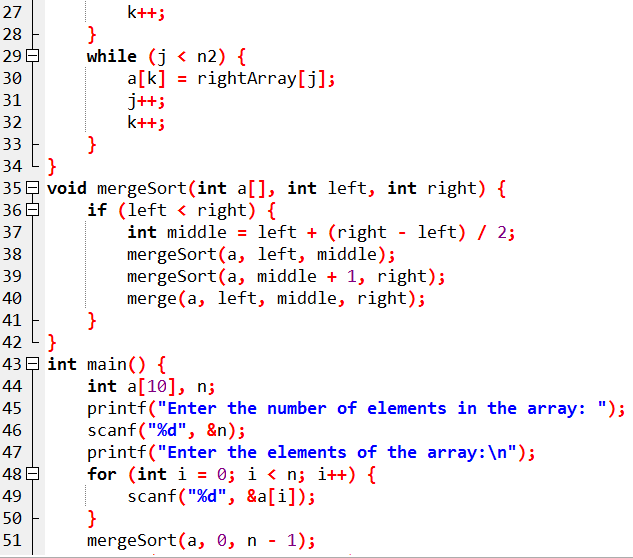 27 k++;
28 }
29 while (j < n2) {
30 a[k] = rightArray[j];
31 j++;
32 k++;
33 }
34 }
35 void mergeSort(int a[], int left, int right) {
36 if (left < right) {
37 int middle = left + (right - left) / 2;
38 mergeSort(a, left, middle);
39 mergeSort(a, middle + 1, right);
40 merge(a, left, middle, right);
41 }
42 }
43 int main() {
44 int a[10], n;
45 printf("Enter the number of elements in the array: ");
46 scanf("%d", &n);
47 printf("Enter the elements of the array:\n");
48 for (int i = 0; i < n; i++) {
49 scanf("%d", &a[i]);
50 }
51 mergeSort(a, 0, n - 1);